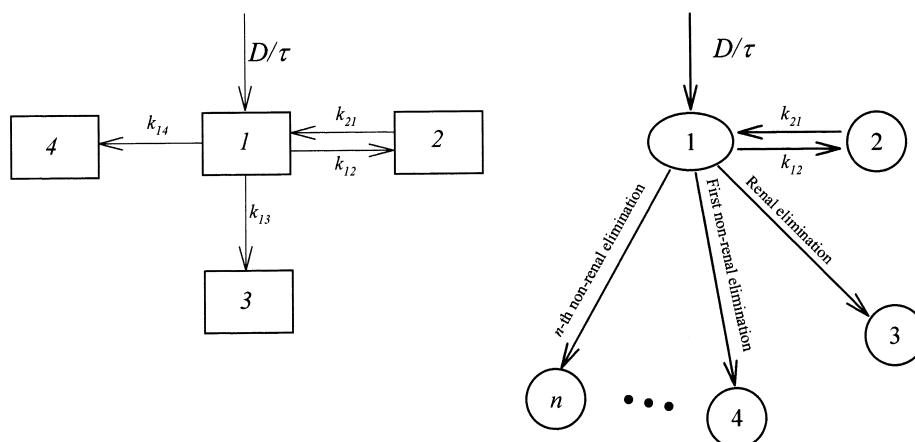 D/τ
4
k14
1
k21
2
k12
k13
3
D/τ
1
k21
2
k12
n-th non-renal elimination
First non-renal elimination
Renal elimination
3
n
4